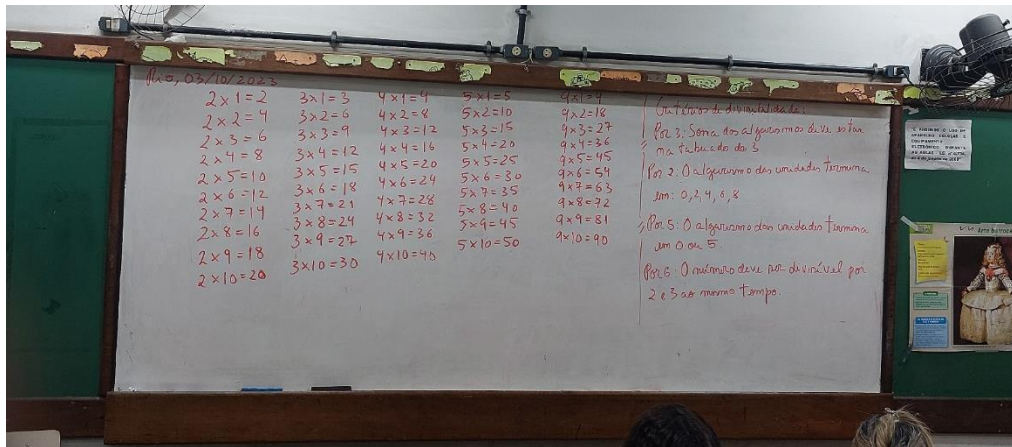 Rio, 03/10/2023
2x1=2
2x2=4
2x3=6
2x4=8
2x5=10
2x6=12
2x7=14
2x8=16
2x9=18
2x10=20
3x1=3
3x2=6
3x3=9
3x4=12
3x5=15
3x6=18
3x7=21
3x8=24
3x9=27
3x10=30
4x1=4
4x2=8
4x3=12
4x4=16
4x5=20
4x6=24
4x7=28
4x8=32
4x9=36
4x10=40
5x1=5
5x2=10
5x3=15
5x4=20
5x5=25
5x6=30
5x7=35
5x8=40
5x9=45
5x10=50
9x1=9
9x2=18
9x3=27
9x4=36
9x5=45
9x6=54
9x7=63
9x8=72
9x9=81
9x10=90
Critérios de divisibilidade:
Por 3: Soma dos algarismos deve estar
na tabuada do 3
Por 2: O algarismo das unidades termina
em: 0, 2, 4, 6, 8
Por 5: O algarismo das unidades termina
em 0 ou 5.
Por 6: O número deve ser divisível por
2 e 3 ao mesmo tempo.
Arte barroca